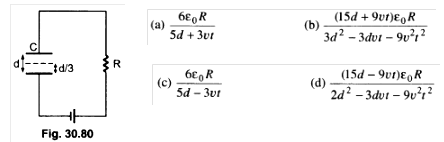 C
d
d/3
R
Fig. 30.80
(a) 6ε₀R / 5d + 3vt
(b) (15d + 9vt)ε₀R / 3d² − 3dvt − 9v²t²
(c) 6ε₀R / 5d − 3vt
(d) (15d − 9vt)ε₀R / 2d² − 3dvt − 9v²t²